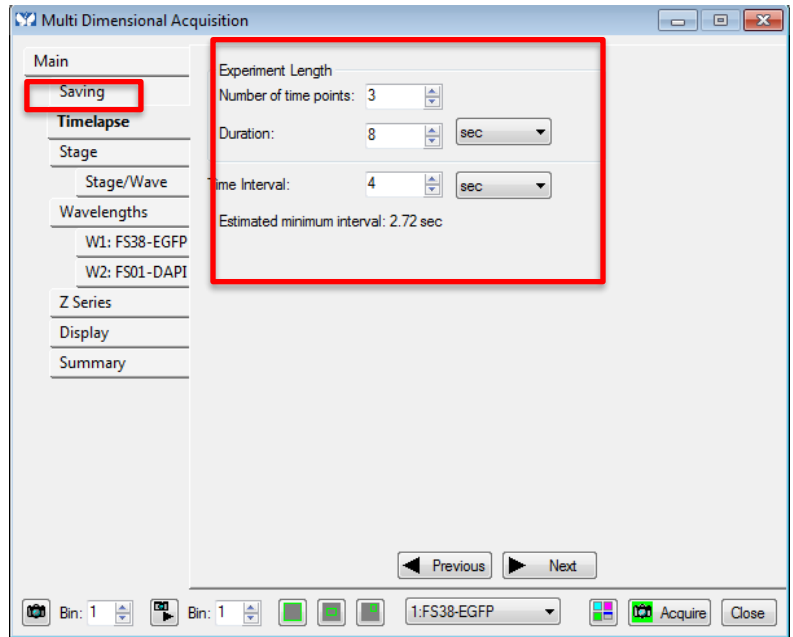 Multi Dimensional Acquisition
Main
Saving
Timelapse
Stage
Stage/Wave
Wavelengths
W1: FS38-EGFP
W2: FS01-DAPI
Z Series
Display
Summary
Experiment Length
Number of time points: 3
Duration: 8 sec
Time Interval: 4 sec
Estimated minimum interval: 2.72 sec
Previous Next
Bin: 1 Bin: 1 1:FS38-EGFP Acquire Close